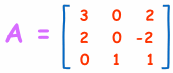 A = [ 3 0 2
2 0 -2
0 1 1 ]